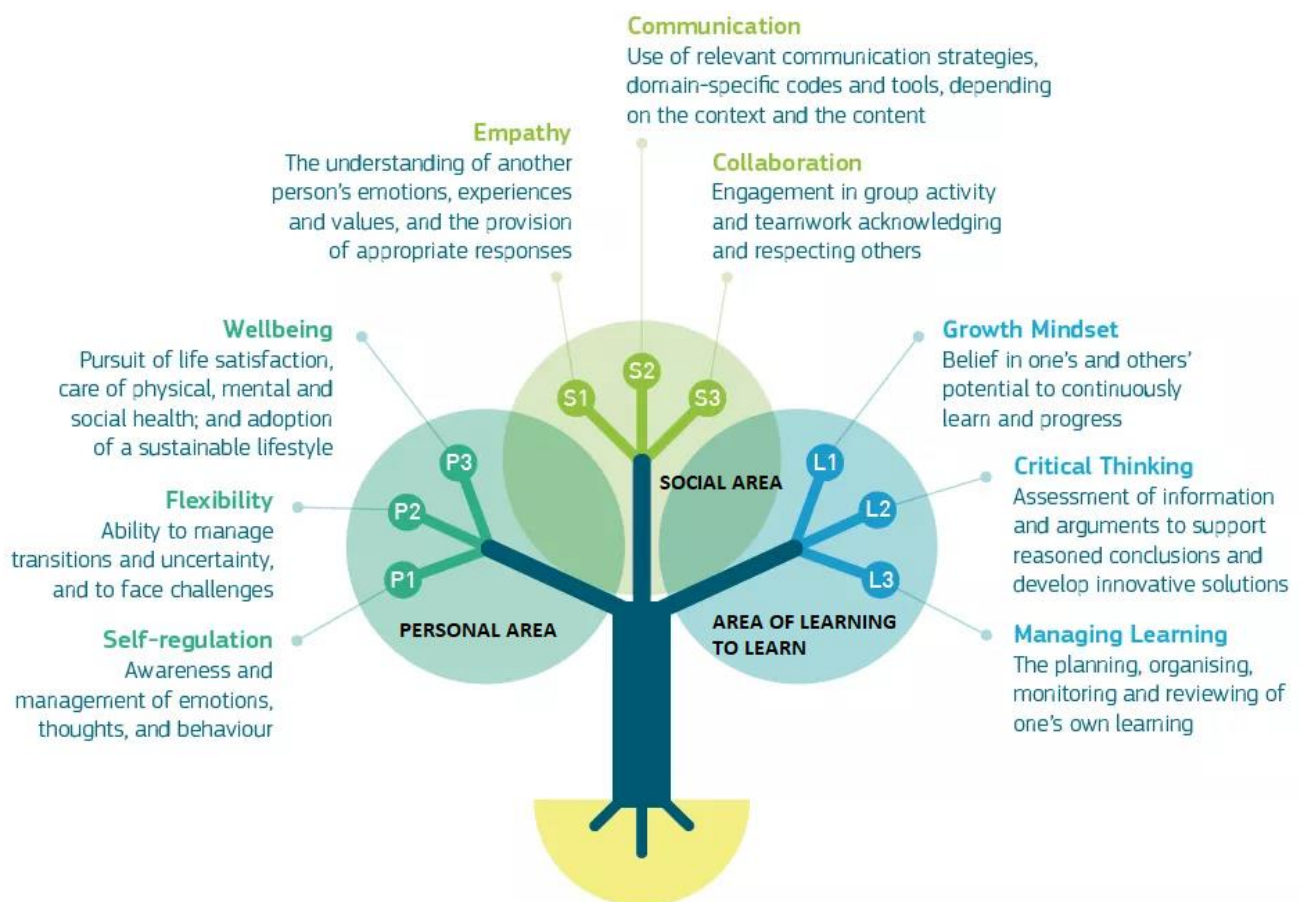 Communication
Use of relevant communication strategies,
domain-specific codes and tools, depending
on the context and the content
Empathy
The understanding of another
person's emotions, experiences
and values, and the provision
of appropriate responses
Collaboration
Engagement in group activity
and teamwork acknowledging
and respecting others
Wellbeing
Pursuit of life satisfaction,
care of physical, mental and
social health; and adoption
of a sustainable lifestyle
Flexibility
Ability to manage
transitions and uncertainty,
and to face challenges
Self-regulation
Awareness and
management of emotions,
thoughts, and behaviour
Growth Mindset
Belief in one's and others'
potential to continuously
learn and progress
Critical Thinking
Assessment of information
and arguments to support
reasoned conclusions and
develop innovative solutions
Managing Learning
The planning, organising,
monitoring and reviewing of
one's own learning
S1
S2
S3
SOCIAL AREA
P3
P2
P1
PERSONAL AREA
L1
L2
L3
AREA OF LEARNING
TO LEARN